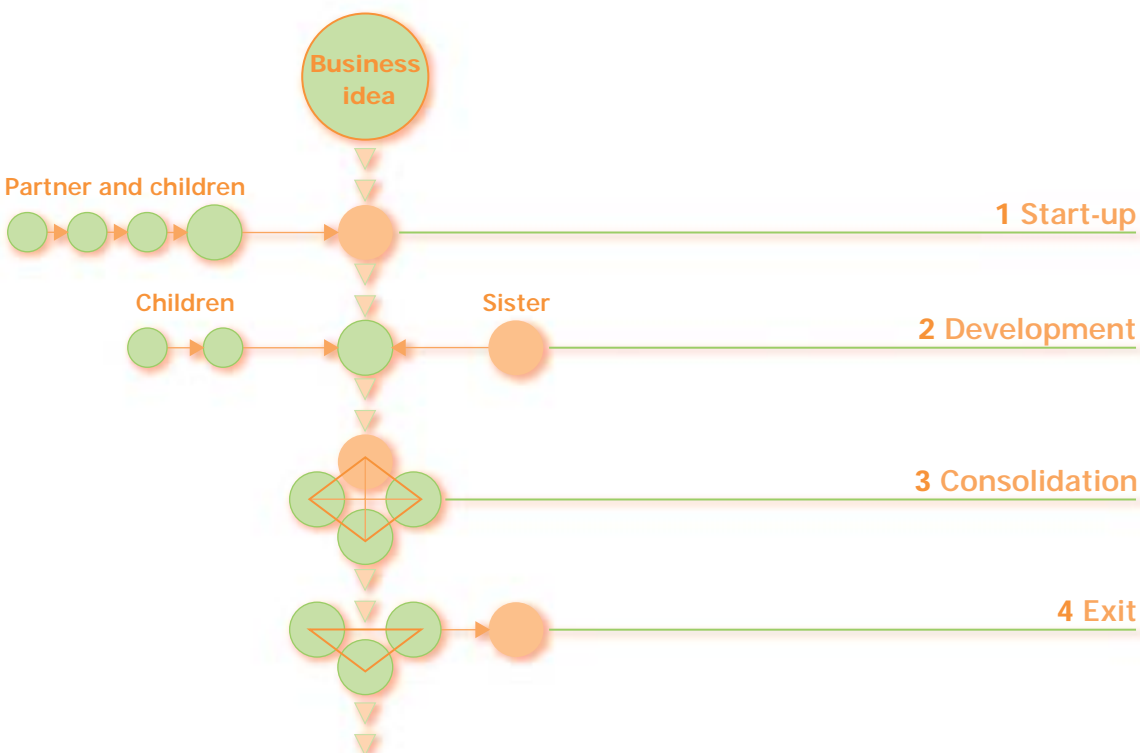 Business
idea
Partner and children
1 Start-up
Children
Sister
2 Development
3 Consolidation
4 Exit